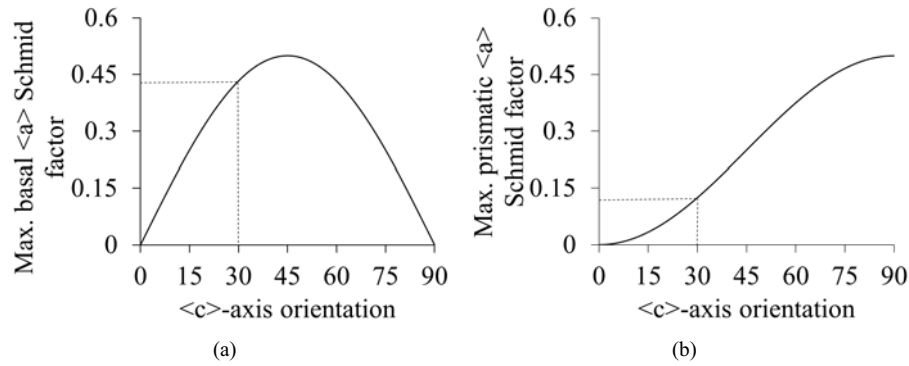 Max. basal <a> Schmid
factor
0.6
0.45
0.3
0.15
0
0 15 30 45 60 75 90
<c>-axis orientation
(a)
Max. prismatic <a>
Schmid factor
0.6
0.45
0.3
0.15
0
0 15 30 45 60 75 90
<c>-axis orientation
(b)